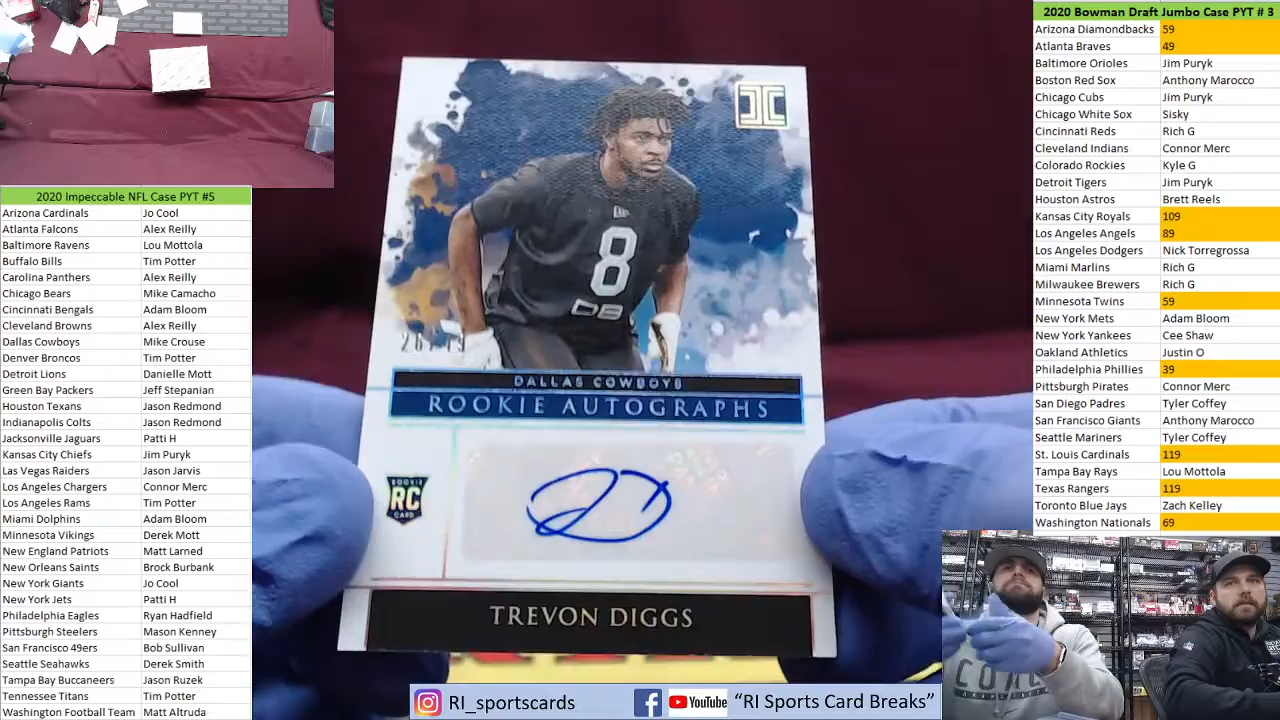 2020 Impeccable NFL Case PYT #5
Arizona Cardinals Jo Cool
Atlanta Falcons Alex Reilly
Baltimore Ravens Lou Mottola
Buffalo Bills Tim Potter
Carolina Panthers Alex Reilly
Chicago Bears Mike Camacho
Cincinnati Bengals Adam Bloom
Cleveland Browns Alex Reilly
Dallas Cowboys Mike Crouse
Denver Broncos Tim Potter
Detroit Lions Danielle Mott
Green Bay Packers Jeff Stepanian
Houston Texans Jason Redmond
Indianapolis Colts Jason Redmond
Jacksonville Jaguars Patti H
Kansas City Chiefs Jim Puryk
Las Vegas Raiders Jason Jarvis
Los Angeles Chargers Connor Merc
Los Angeles Rams Tim Potter
Miami Dolphins Adam Bloom
Minnesota Vikings Derek Mott
New England Patriots Matt Larned
New Orleans Saints Brock Burbank
New York Giants Jo Cool
New York Jets Patti H
Philadelphia Eagles Ryan Hadfield
Pittsburgh Steelers Mason Kenney
San Francisco 49ers Bob Sullivan
Seattle Seahawks Derek Smith
Tampa Bay Buccaneers Jason Ruzek
Tennessee Titans Tim Potter
Washington Football Team Matt Altruda
8
DB
DALLAS COWBOYS
ROOKIE AUTOGRAPHS
ROOKIE
RC
CARD
TREVON DIGGS
RI_sportscards
YouTube
"RI Sports Card Breaks"
2020 Bowman Draft Jumbo Case PYT # 3
Arizona Diamondbacks 59
Atlanta Braves 49
Baltimore Orioles Jim Puryk
Boston Red Sox Anthony Marocco
Chicago Cubs Jim Puryk
Chicago White Sox Sisky
Cincinnati Reds Rich G
Cleveland Indians Connor Merc
Colorado Rockies Kyle G
Detroit Tigers Jim Puryk
Houston Astros Brett Reels
Kansas City Royals 109
Los Angeles Angels 89
Los Angeles Dodgers Nick Torregrossa
Miami Marlins Rich G
Milwaukee Brewers Rich G
Minnesota Twins 59
New York Mets Adam Bloom
New York Yankees Cee Shaw
Oakland Athletics Justin O
Philadelphia Phillies 39
Pittsburgh Pirates Connor Merc
San Diego Padres Tyler Coffey
San Francisco Giants Anthony Marocco
Seattle Mariners Tyler Coffey
St. Louis Cardinals 119
Tampa Bay Rays Lou Mottola
Texas Rangers 119
Toronto Blue Jays Zach Kelley
Washington Nationals 69